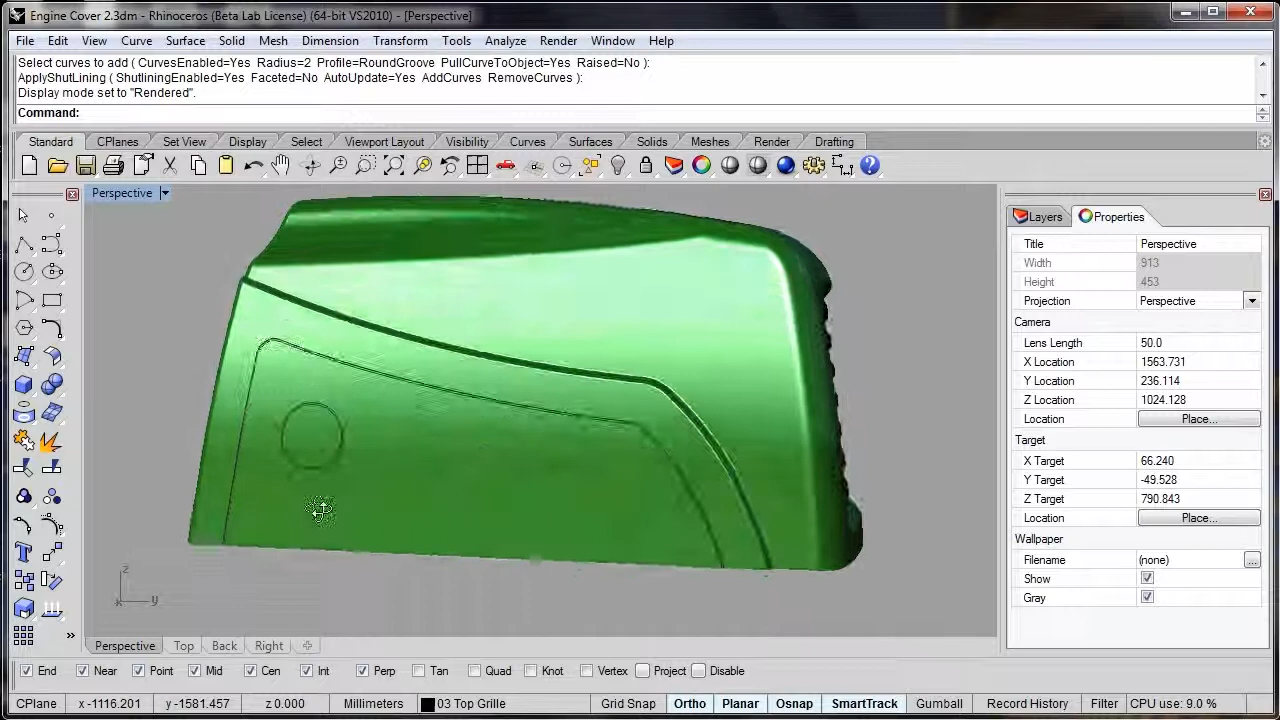 Engine Cover 2.3dm - Rhinoceros (Beta Lab License) (64-bit VS2010) - [Perspective]
File Edit View Curve Surface Solid Mesh Dimension Transform Tools Analyze Render Window Help
Select curves to add ( CurvesEnabled=Yes Radius=2 Profile=RoundGroove PullCurveToObject=Yes Raised=No ):
ApplyShutLining ( ShutliningEnabled=Yes Faceted=No AutoUpdate=Yes AddCurves RemoveCurves ):
Display mode set to "Rendered".
Command:
Standard CPlanes Set View Display Select Viewport Layout Visibility Curves Surfaces Solids Meshes Render Drafting
Perspective
Layers Properties
Title Perspective
Width 913
Height 453
Projection Perspective
Camera
Lens Length 50.0
X Location 1563.731
Y Location 236.114
Z Location 1024.128
Location Place...
Target
X Target 66.240
Y Target -49.528
Z Target 790.843
Location Place...
Wallpaper
Filename (none) ...
Show
Gray
z
x y
Perspective Top Back Right
End Near Point Mid Cen Int Perp Tan Quad Knot Vertex Project Disable
CPlane x -1116.201 y -1581.457 z 0.000 Millimeters 03 Top Grille Grid Snap Ortho Planar Osnap SmartTrack Gumball Record History Filter CPU use: 9.0 %